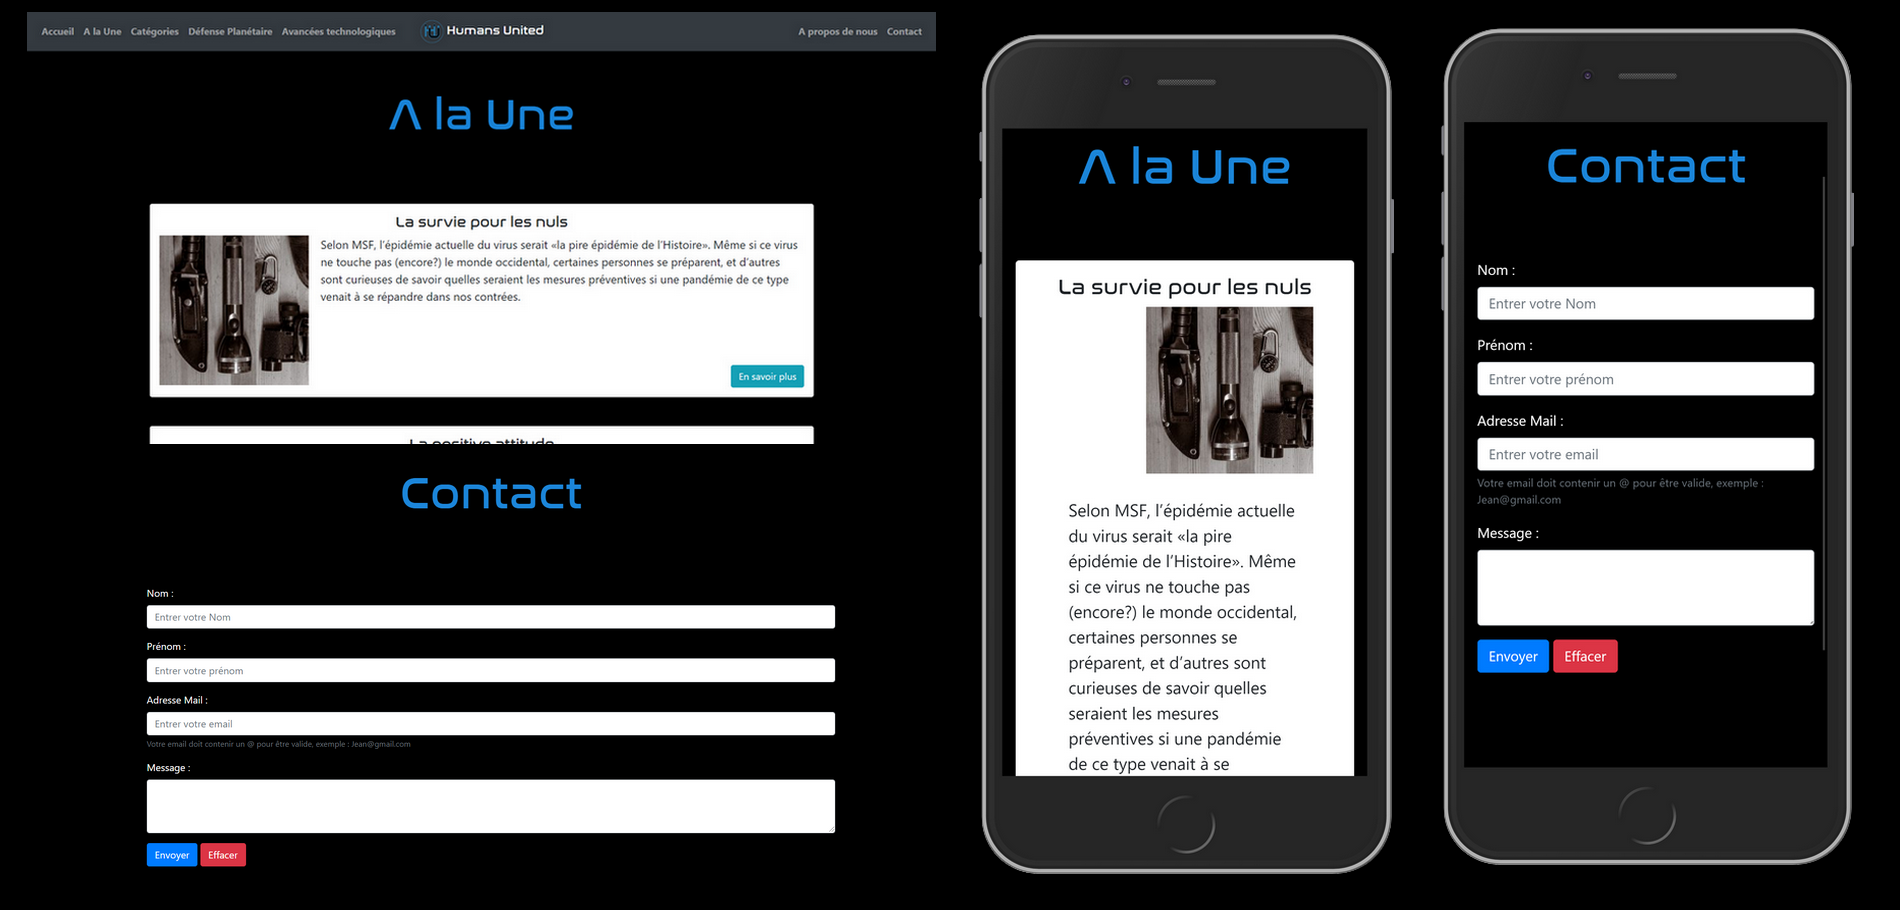 Accueil A la Une Catégories Défense Planétaire Avancées technologiques Humans United A propos de nous Contact
A la Une
La survie pour les nuls
Selon MSF, l'épidémie actuelle du virus serait «la pire épidémie de l'Histoire». Même si ce virus
ne touche pas (encore?) le monde occidental, certaines personnes se préparent, et d'autres
sont curieuses de savoir quelles seraient les mesures préventives si une pandémie de ce type
venait à se répandre dans nos contrées.
En savoir plus
La positive attitude
Contact
Nom :
Entrer votre Nom
Prénom :
Entrer votre prénom
Adresse Mail :
Entrer votre email
Votre email doit contenir un @ pour être valide, exemple : Jean@gmail.com
Message :
Envoyer Effacer
A la Une
La survie pour les nuls
Selon MSF, l'épidémie actuelle
du virus serait «la pire
épidémie de l'Histoire». Même
si ce virus ne touche pas
(encore?) le monde occidental,
certaines personnes se
préparent, et d'autres sont
curieuses de savoir quelles
seraient les mesures
préventives si une pandémie
de ce type venait à se
Contact
Nom :
Entrer votre Nom
Prénom :
Entrer votre prénom
Adresse Mail :
Entrer votre email
Votre email doit contenir un @ pour être valide, exemple :
Jean@gmail.com
Message :
Envoyer Effacer